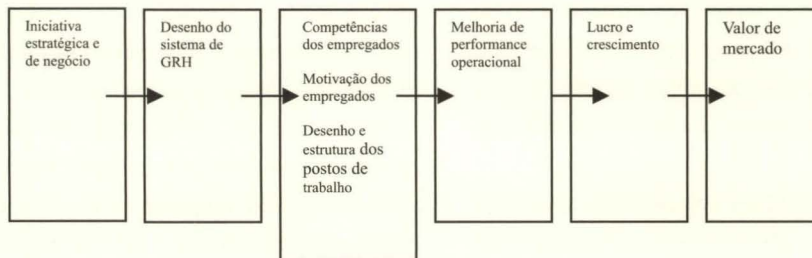 Iniciativa
estratégica e
de negócio
Desenho do
sistema de
GRH
Competências
dos empregados
Motivação dos
empregados
Desenho e
estrutura dos
postos de
trabalho
Melhoria de
performance
operacional
Lucro e
crescimento
Valor de
mercado